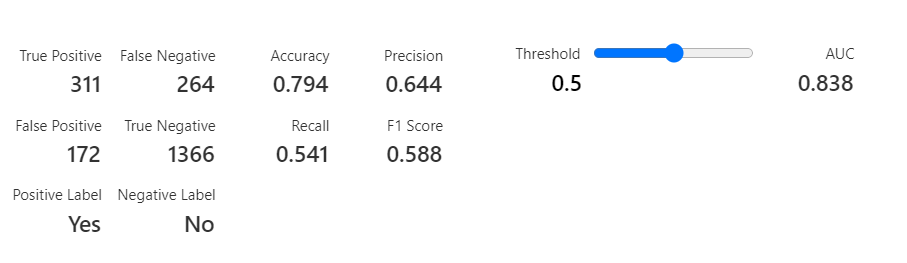 True Positive False Negative Accuracy Precision Threshold AUC
311 264 0.794 0.644 0.5 0.838
False Positive True Negative Recall F1 Score
172 1366 0.541 0.588
Positive Label Negative Label
Yes No